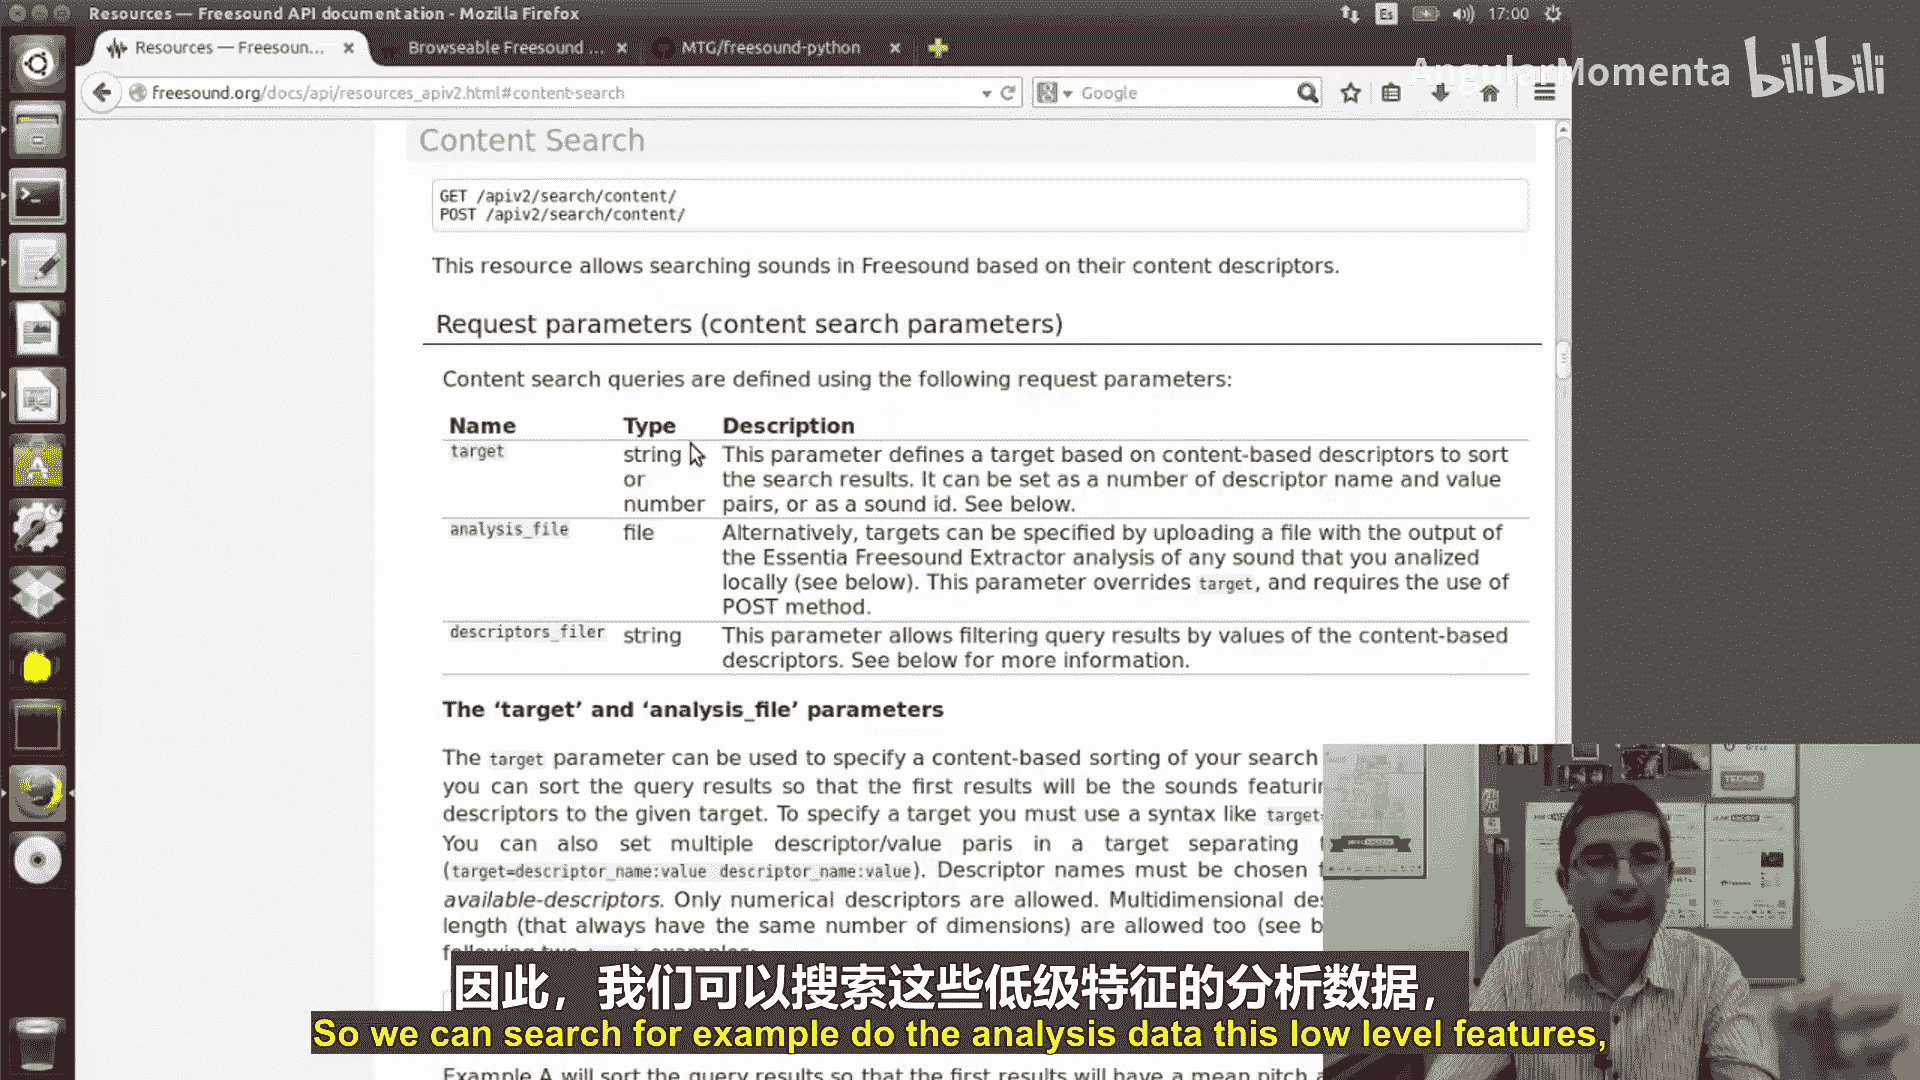 Resources — Freesound API documentation - Mozilla Firefox
Es
17:00
Resources — Freesoun...
Browseable Freesound ...
MTG/freesound-python
freesound.org/docs/api/resources_apiv2.html#content-search
Google
AngularMomenta bilibili
Content Search
GET /apiv2/search/content/
POST /apiv2/search/content/
This resource allows searching sounds in Freesound based on their content descriptors.
Request parameters (content search parameters)
Content search queries are defined using the following request parameters:
Name Type Description
target string or number This parameter defines a target based on content-based descriptors to sort
the search results. It can be set as a number of descriptor name and value
pairs, or as a sound id. See below.
analysis_file file Alternatively, targets can be specified by uploading a file with the output of
the Essentia Freesound Extractor analysis of any sound that you analized
locally (see below). This parameter overrides target, and requires the use of
POST method.
descriptors_filer string This parameter allows filtering query results by values of the content-based
descriptors. See below for more information.
The ‘target’ and ‘analysis_file’ parameters
The target parameter can be used to specify a content-based sorting of your search
you can sort the query results so that the first results will be the sounds featuri
descriptors to the given target. To specify a target you must use a syntax like target
You can also set multiple descriptor/value paris in a target separating
(target=descriptor_name:value descriptor_name:value). Descriptor names must be chosen
available-descriptors. Only numerical descriptors are allowed. Multidimensional des
length (that always have the same number of dimensions) are allowed too (see b
因此，我们可以搜索这些低级特征的分析数据，
So we can search for example do the analysis data this low level features,
Example A will sort the query results so that the first results will have a mean pitch